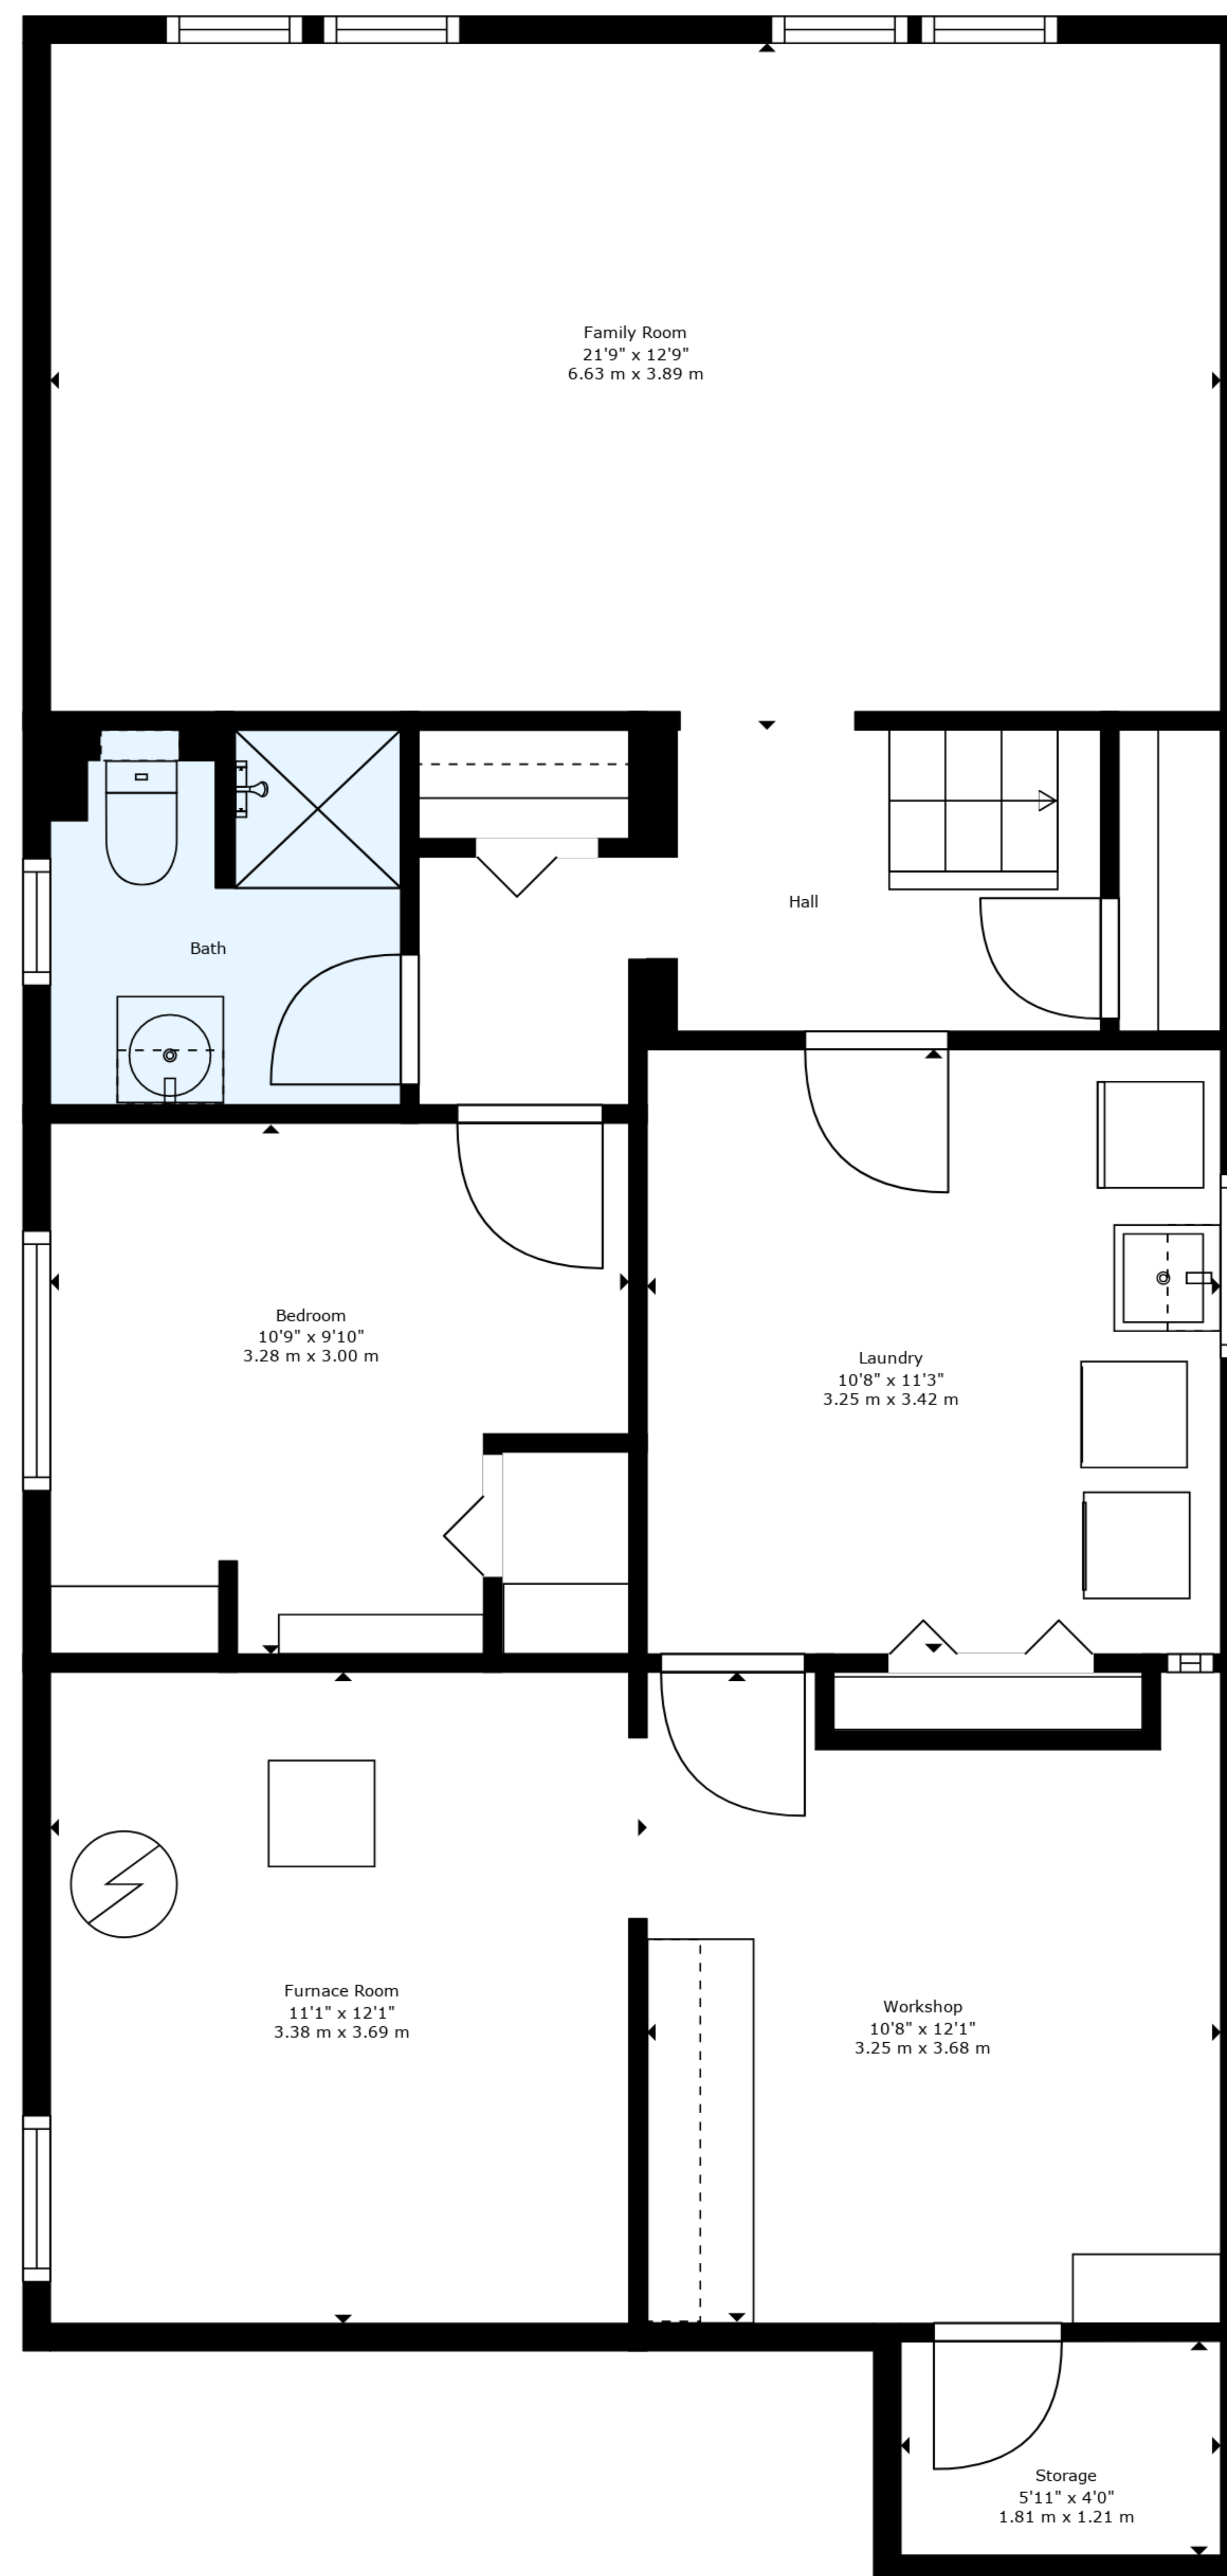 Family Room
21'9" x 12'9"
6.63 m x 3.89 m
Hall
Bath
Bedroom
10'9" x 9'10"
3.28 m x 3.00 m
Laundry
10'8" x 11'3"
3.25 m x 3.42 m
Furnace Room
11'1" x 12'1"
3.38 m x 3.69 m
Workshop
10'8" x 12'1"
3.25 m x 3.68 m
Storage
5'11" x 4'0"
1.81 m x 1.21 m